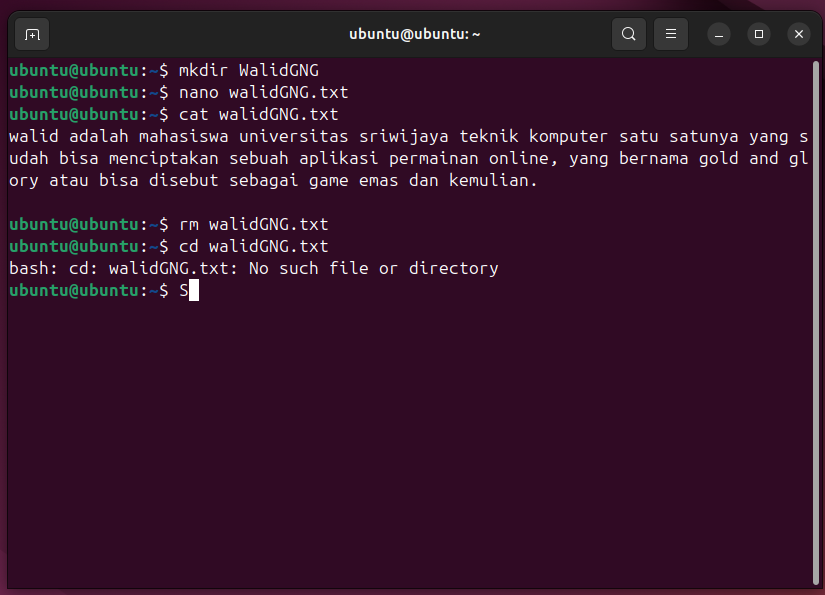 ubuntu@ubuntu: ~
ubuntu@ubuntu:~$ mkdir WalidGNG
ubuntu@ubuntu:~$ nano walidGNG.txt
ubuntu@ubuntu:~$ cat walidGNG.txt
walid adalah mahasiswa universitas sriwijaya teknik komputer satu satunya yang s
udah bisa menciptakan sebuah aplikasi permainan online, yang bernama gold and gl
ory atau bisa disebut sebagai game emas dan kemulian.
ubuntu@ubuntu:~$ rm walidGNG.txt
ubuntu@ubuntu:~$ cd walidGNG.txt
bash: cd: walidGNG.txt: No such file or directory
ubuntu@ubuntu:~$ S